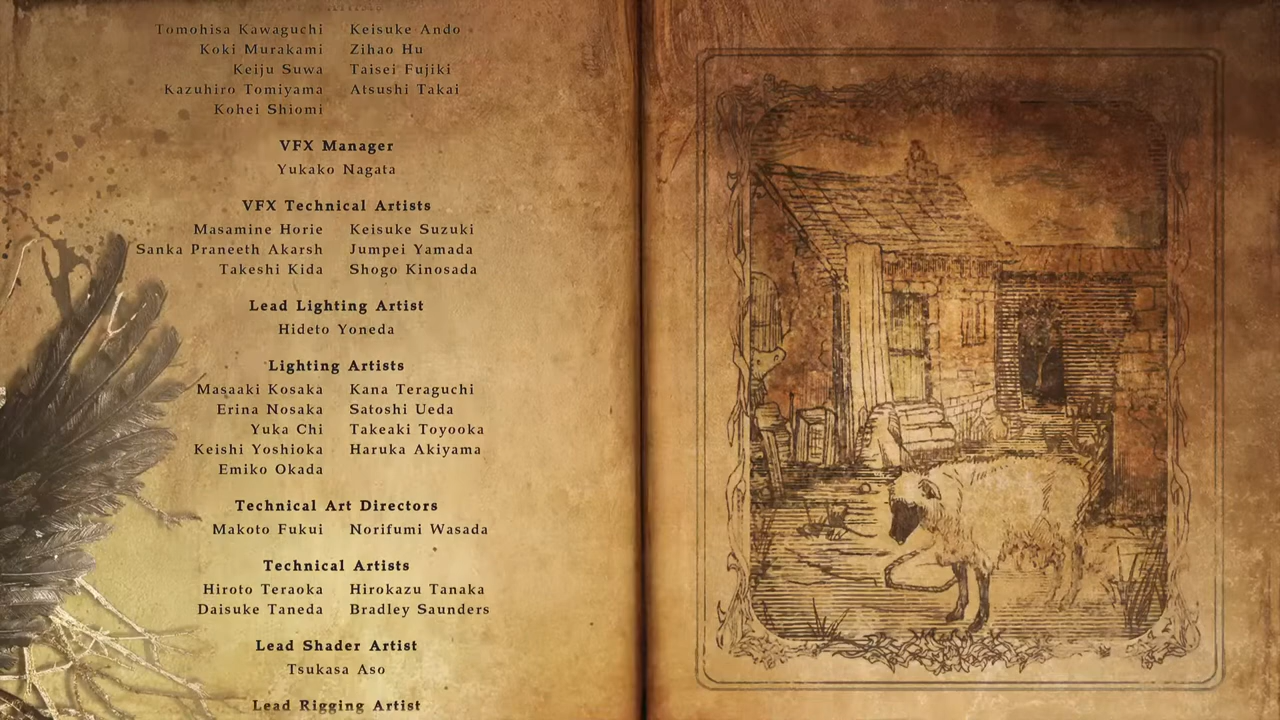 Tomohisa Kawaguchi Keisuke Ando
Koki Murakami Zihao Hu
Keiju Suwa Taisei Fujiki
Kazuhiro Tomiyama Atsushi Takai
Kohei Shiomi
VFX Manager
Yukako Nagata
VFX Technical Artists
Masamine Horie Keisuke Suzuki
Sanka Praneeth Akarsh Jumpei Yamada
Takeshi Kida Shogo Kinosada
Lead Lighting Artist
Hideto Yoneda
Lighting Artists
Masaaki Kosaka Kana Teraguchi
Erina Nosaka Satoshi Ueda
Yuka Chi Takeaki Toyooka
Keishi Yoshioka Haruka Akiyama
Emiko Okada
Technical Art Directors
Makoto Fukui Norifumi Wasada
Technical Artists
Hiroto Teraoka Hirokazu Tanaka
Daisuke Taneda Bradley Saunders
Lead Shader Artist
Tsukasa Aso
Lead Rigging Artist